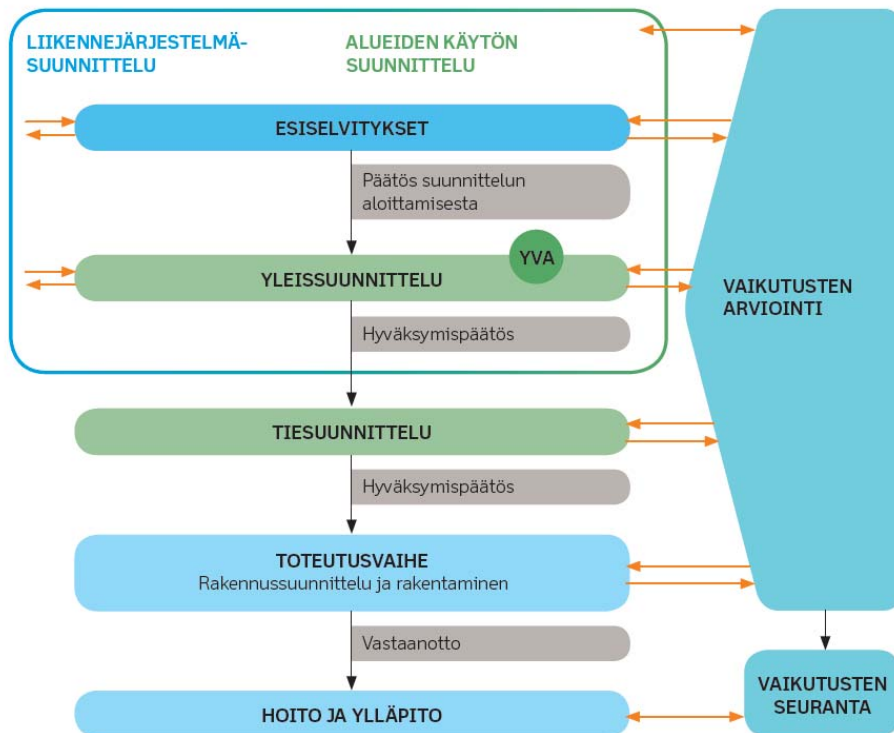 LIIKENNEJÄRJESTELMÄ-
SUUNNITTELU
ALUEIDEN KÄYTÖN
SUUNNITTELU
ESISELVITYKSET
Päätös suunnittelun
aloittamisesta
YVA
YLEISSUUNNITTELU
Hyväksymispäätös
VAIKUTUSTEN
ARVIOINTI
TIESUUNNITTELU
Hyväksymispäätös
TOTEUTUSVAIHE
Rakennussuunnittelu ja rakentaminen
Vastaanotto
HOITO JA YLLÄPITO
VAIKUTUSTEN
SEURANTA